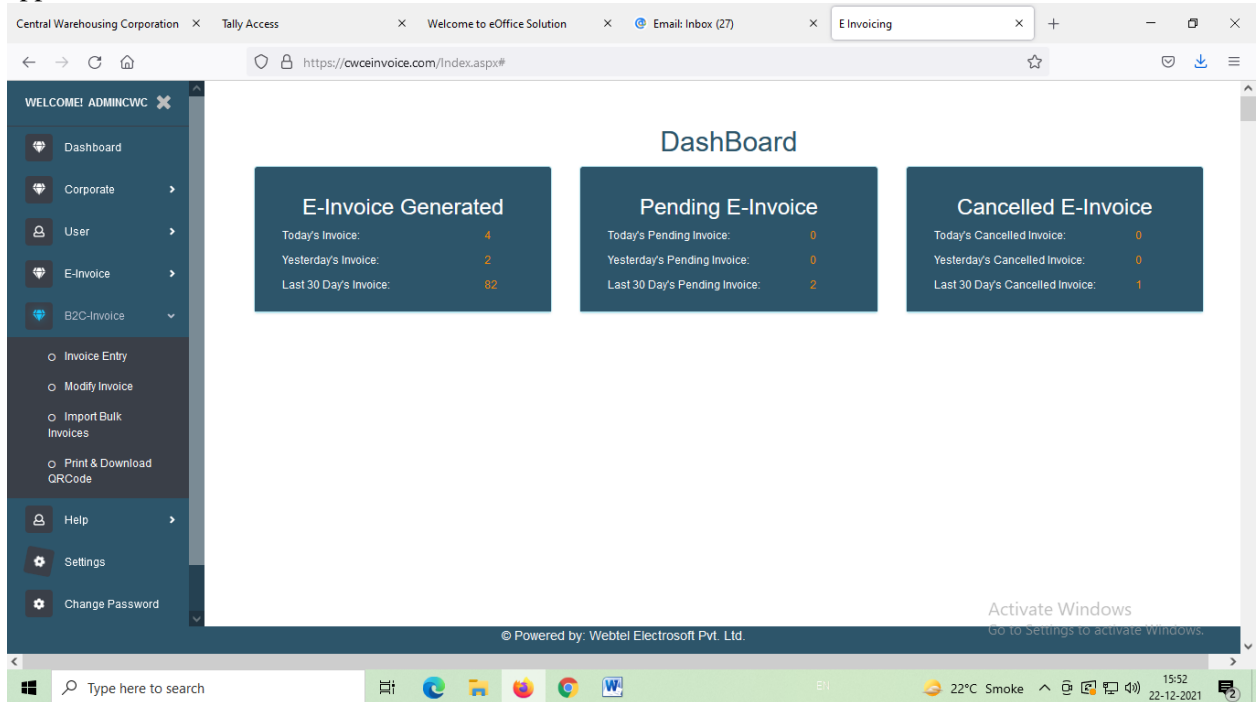 Central Warehousing Corporation
Tally Access
Welcome to eOffice Solution
Email: Inbox (27)
E Invoicing
https://cwceinvoice.com/Index.aspx#
WELCOME! ADMINCWC
Dashboard
Corporate
User
E-Invoice
B2C-Invoice
Invoice Entry
Modify Invoice
Import Bulk
Invoices
Print & Download
QRCode
Help
Settings
Change Password
DashBoard
E-Invoice Generated
Today's Invoice: 4
Yesterday's Invoice: 2
Last 30 Day's Invoice: 82
Pending E-Invoice
Today's Pending Invoice: 0
Yesterday's Pending Invoice: 0
Last 30 Day's Pending Invoice: 2
Cancelled E-Invoice
Today's Cancelled Invoice: 0
Yesterday's Cancelled Invoice: 0
Last 30 Day's Cancelled Invoice: 1
Activate Windows
Go to Settings to activate Windows.
© Powered by: Webtel Electrosoft Pvt. Ltd.
Type here to search
EN
22°C Smoke
15:52
22-12-2021
2